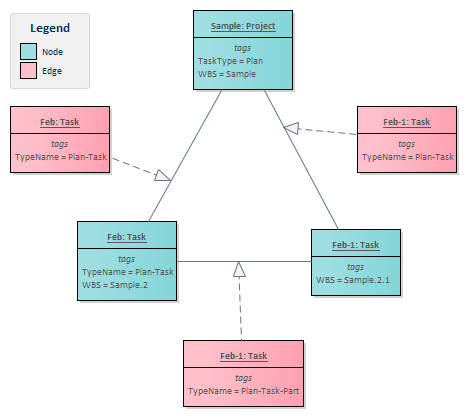 Legend
Node
Edge
Sample: Project
tags
TaskType = Plan
WBS = Sample
Feb: Task
tags
TypeName = Plan-Task
Feb-1: Task
tags
TypeName = Plan-Task
Feb: Task
tags
TypeName = Plan-Task
WBS = Sample.2
Feb-1: Task
tags
WBS = Sample.2.1
Feb-1: Task
tags
TypeName = Plan-Task-Part